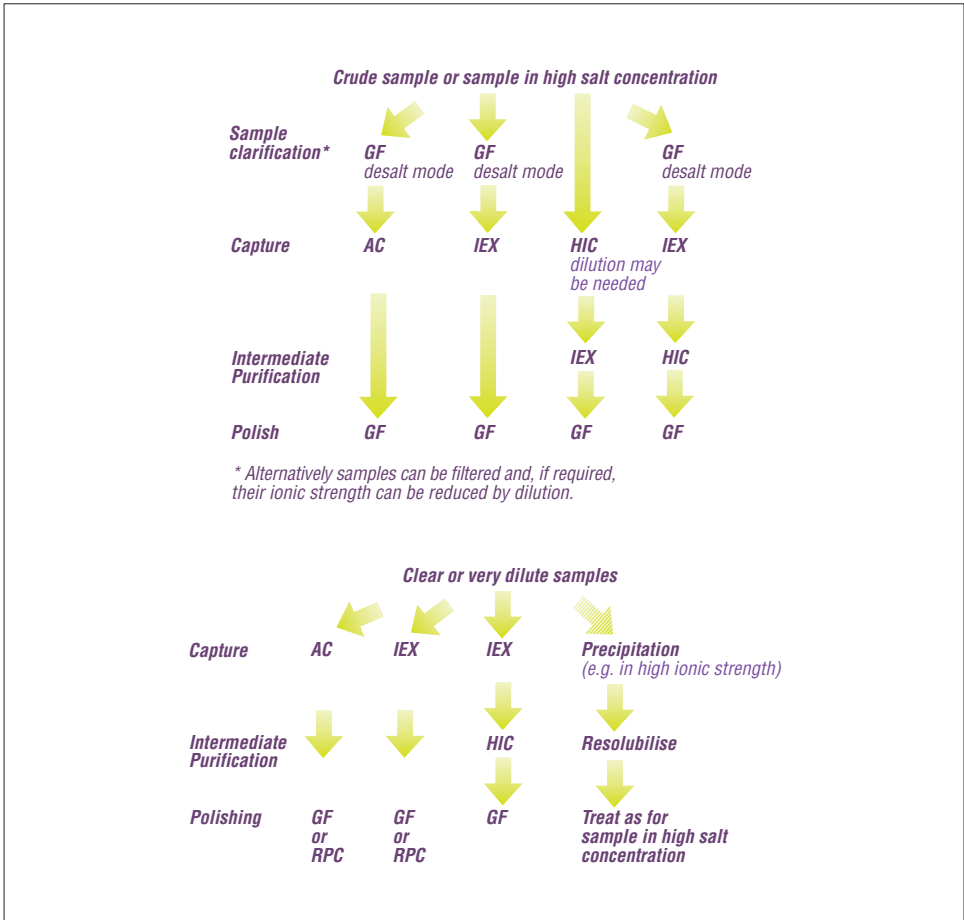 Crude sample or sample in high salt concentration
Sample
clarification*
GF GF GF
desalt mode desalt mode desalt mode
Capture AC IEX HIC IEX
dilution may
be needed
Intermediate
Purification
IEX HIC
Polish GF GF GF GF
* Alternatively samples can be filtered and, if required,
their ionic strength can be reduced by dilution.
Clear or very dilute samples
Capture AC IEX IEX Precipitation
(e.g. in high ionic strength)
Intermediate
Purification
HIC Resolubilise
Polishing GF GF GF Treat as for
or or sample in high salt
RPC RPC concentration